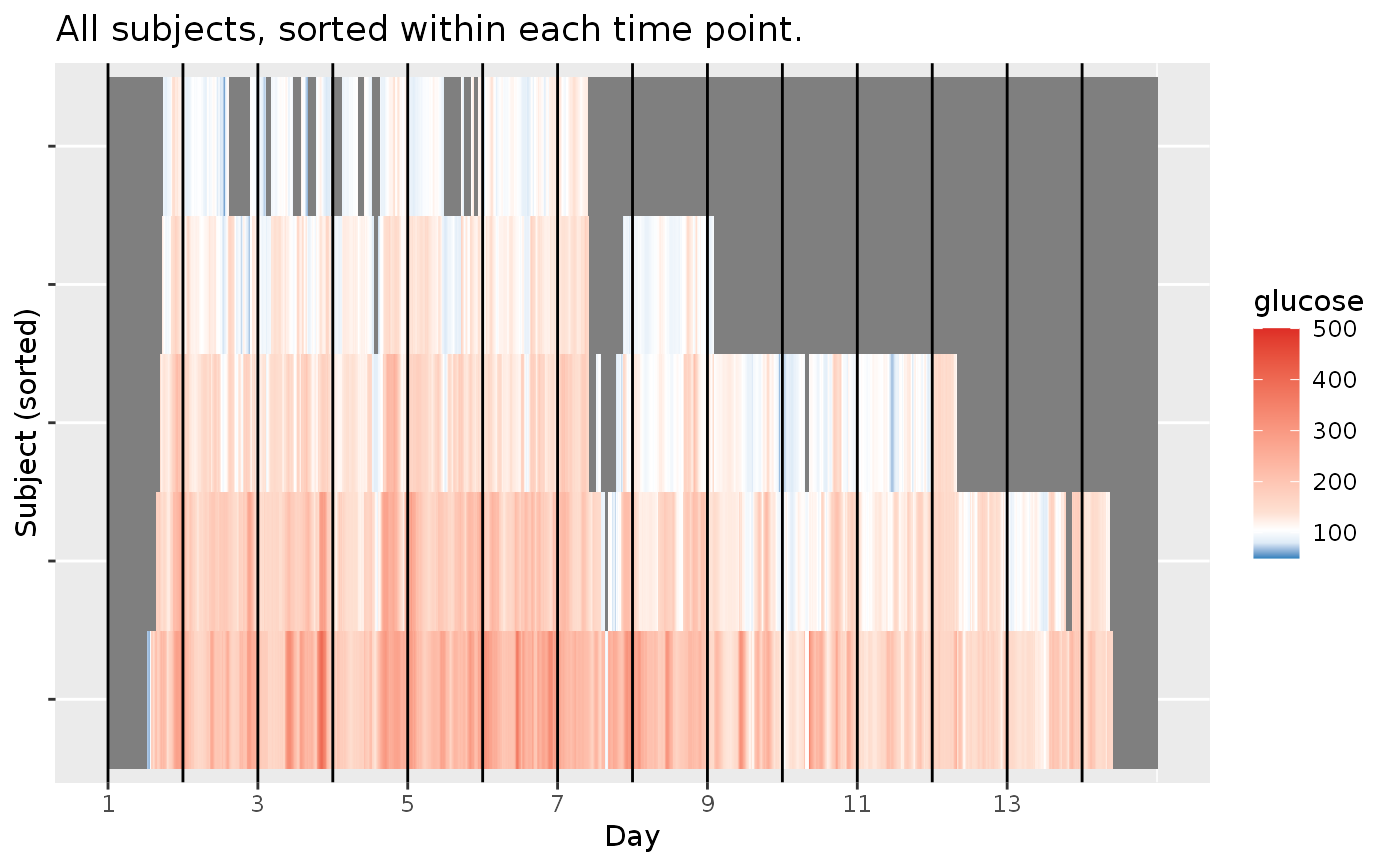 All subjects, sorted within each time point.
Subject (sorted)
glucose
500
400
300
200
100
1 3 5 7 9 11 13
Day